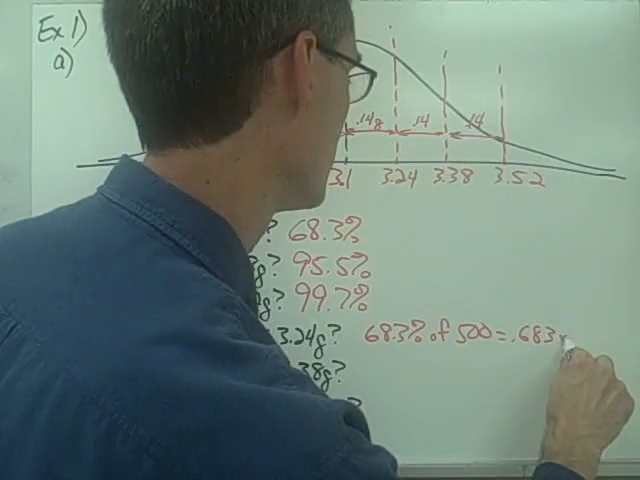 Ex 1)
a)
.14g .14 .14
3.1 3.24 3.38 3.52
? 68.3%
g? 95.5%
g? 99.7%
3.24g? 68.3% of 500 = .683
.38g?
?